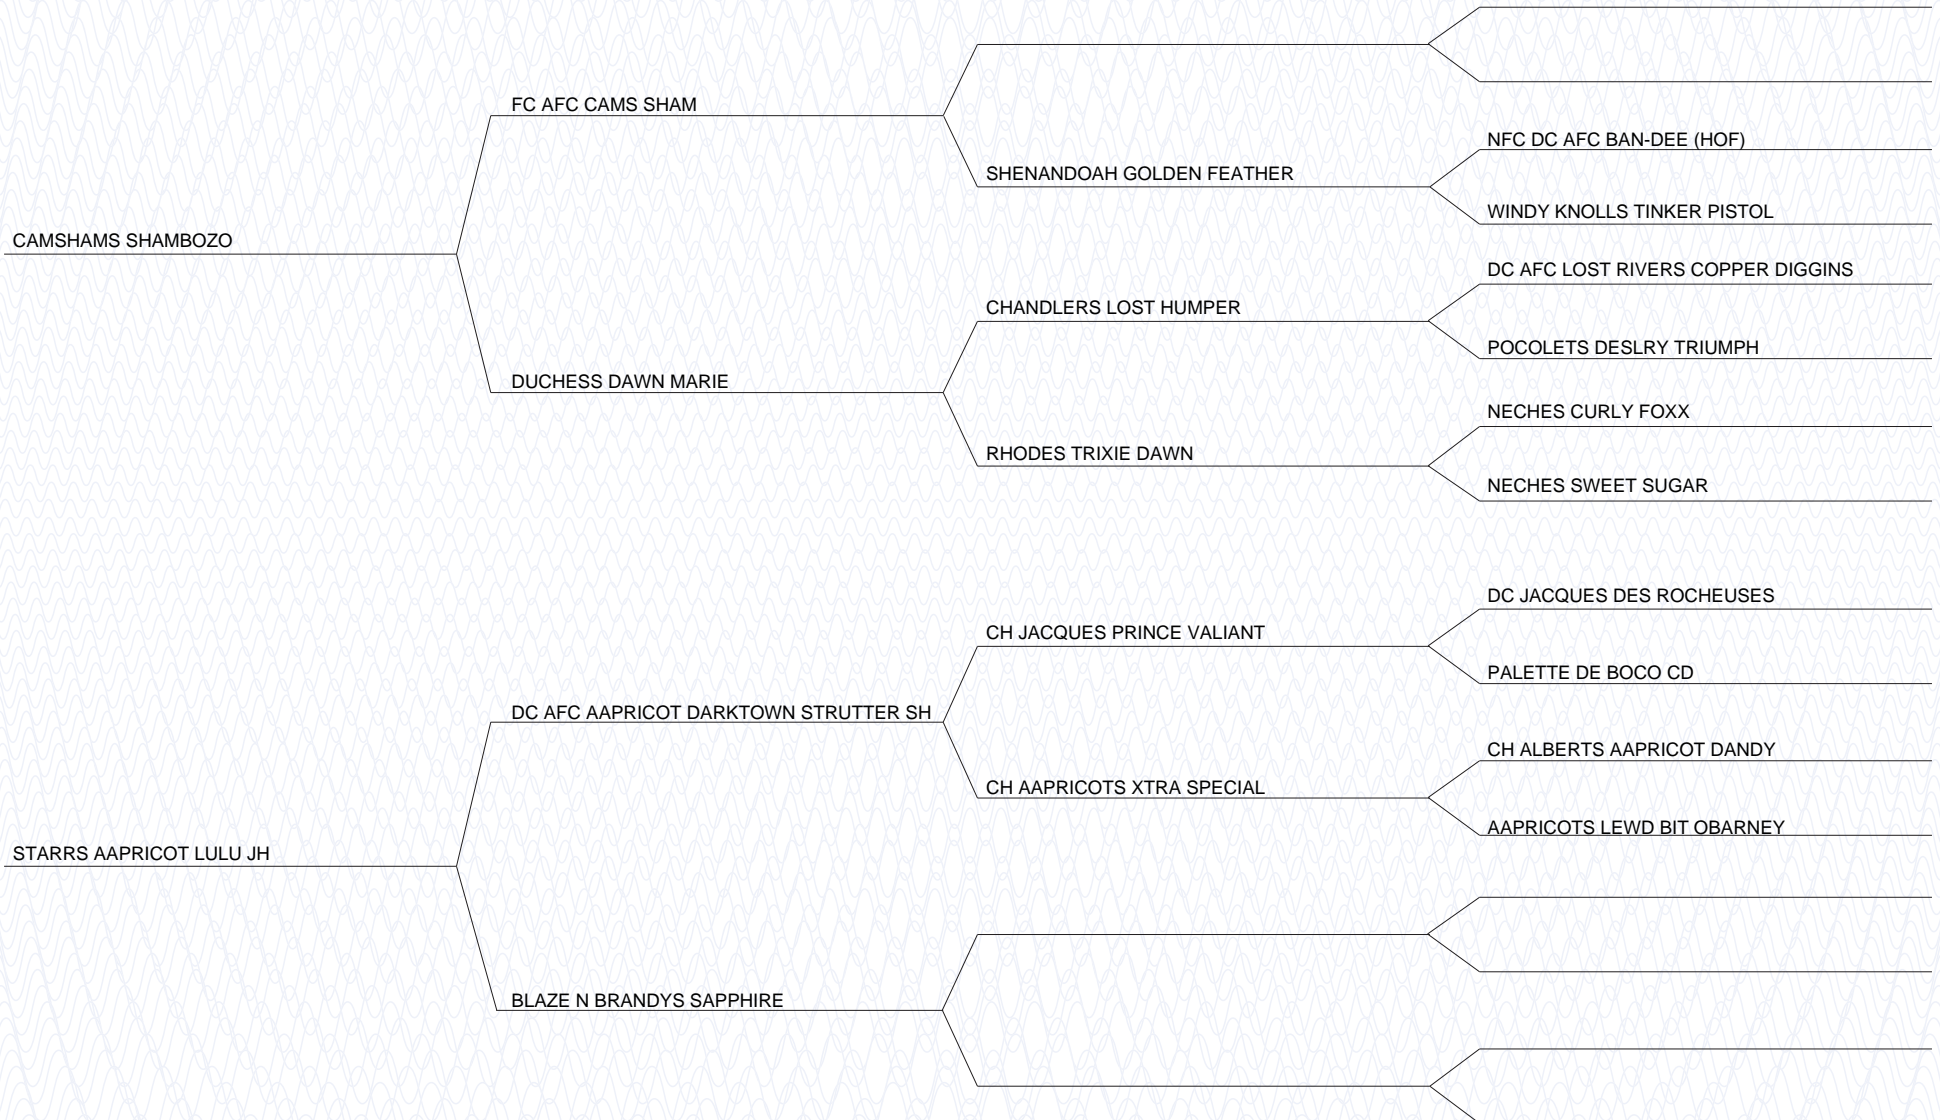 FC AFC CAMS SHAM
NFC DC AFC BAN-DEE (HOF)
SHENANDOAH GOLDEN FEATHER
WINDY KNOLLS TINKER PISTOL
CAMSHAMS SHAMBOZO
DC AFC LOST RIVERS COPPER DIGGINS
CHANDLERS LOST HUMPER
POCOLETS DESLRY TRIUMPH
DUCHESS DAWN MARIE
NECHES CURLY FOXX
RHODES TRIXIE DAWN
NECHES SWEET SUGAR
DC JACQUES DES ROCHEUSES
CH JACQUES PRINCE VALIANT
PALETTE DE BOCO CD
DC AFC AAPRICOT DARKTOWN STRUTTER SH
CH ALBERTS AAPRICOT DANDY
CH AAPRICOTS XTRA SPECIAL
AAPRICOTS LEWD BIT OBARNEY
STARRS AAPRICOT LULU JH
BLAZE N BRANDYS SAPPHIRE